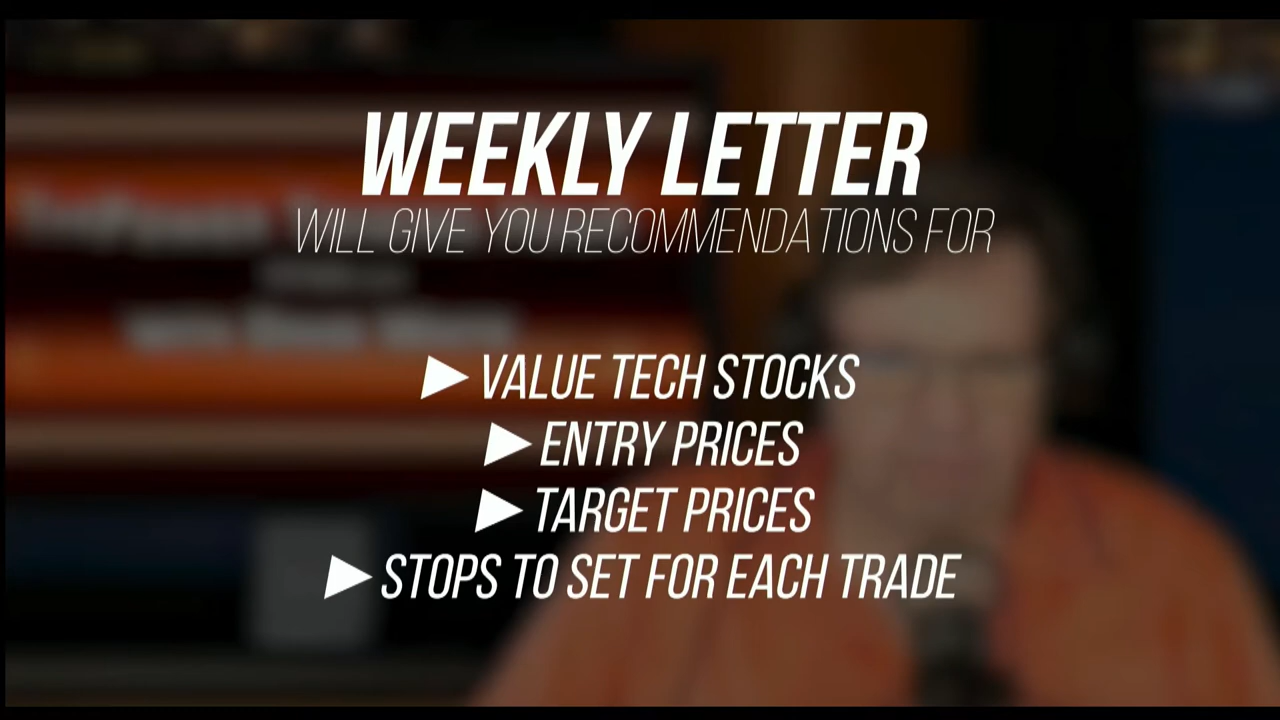 WEEKLY LETTER
WILL GIVE YOU RECOMMENDATIONS FOR
► VALUE TECH STOCKS
► ENTRY PRICES
► TARGET PRICES
► STOPS TO SET FOR EACH TRADE